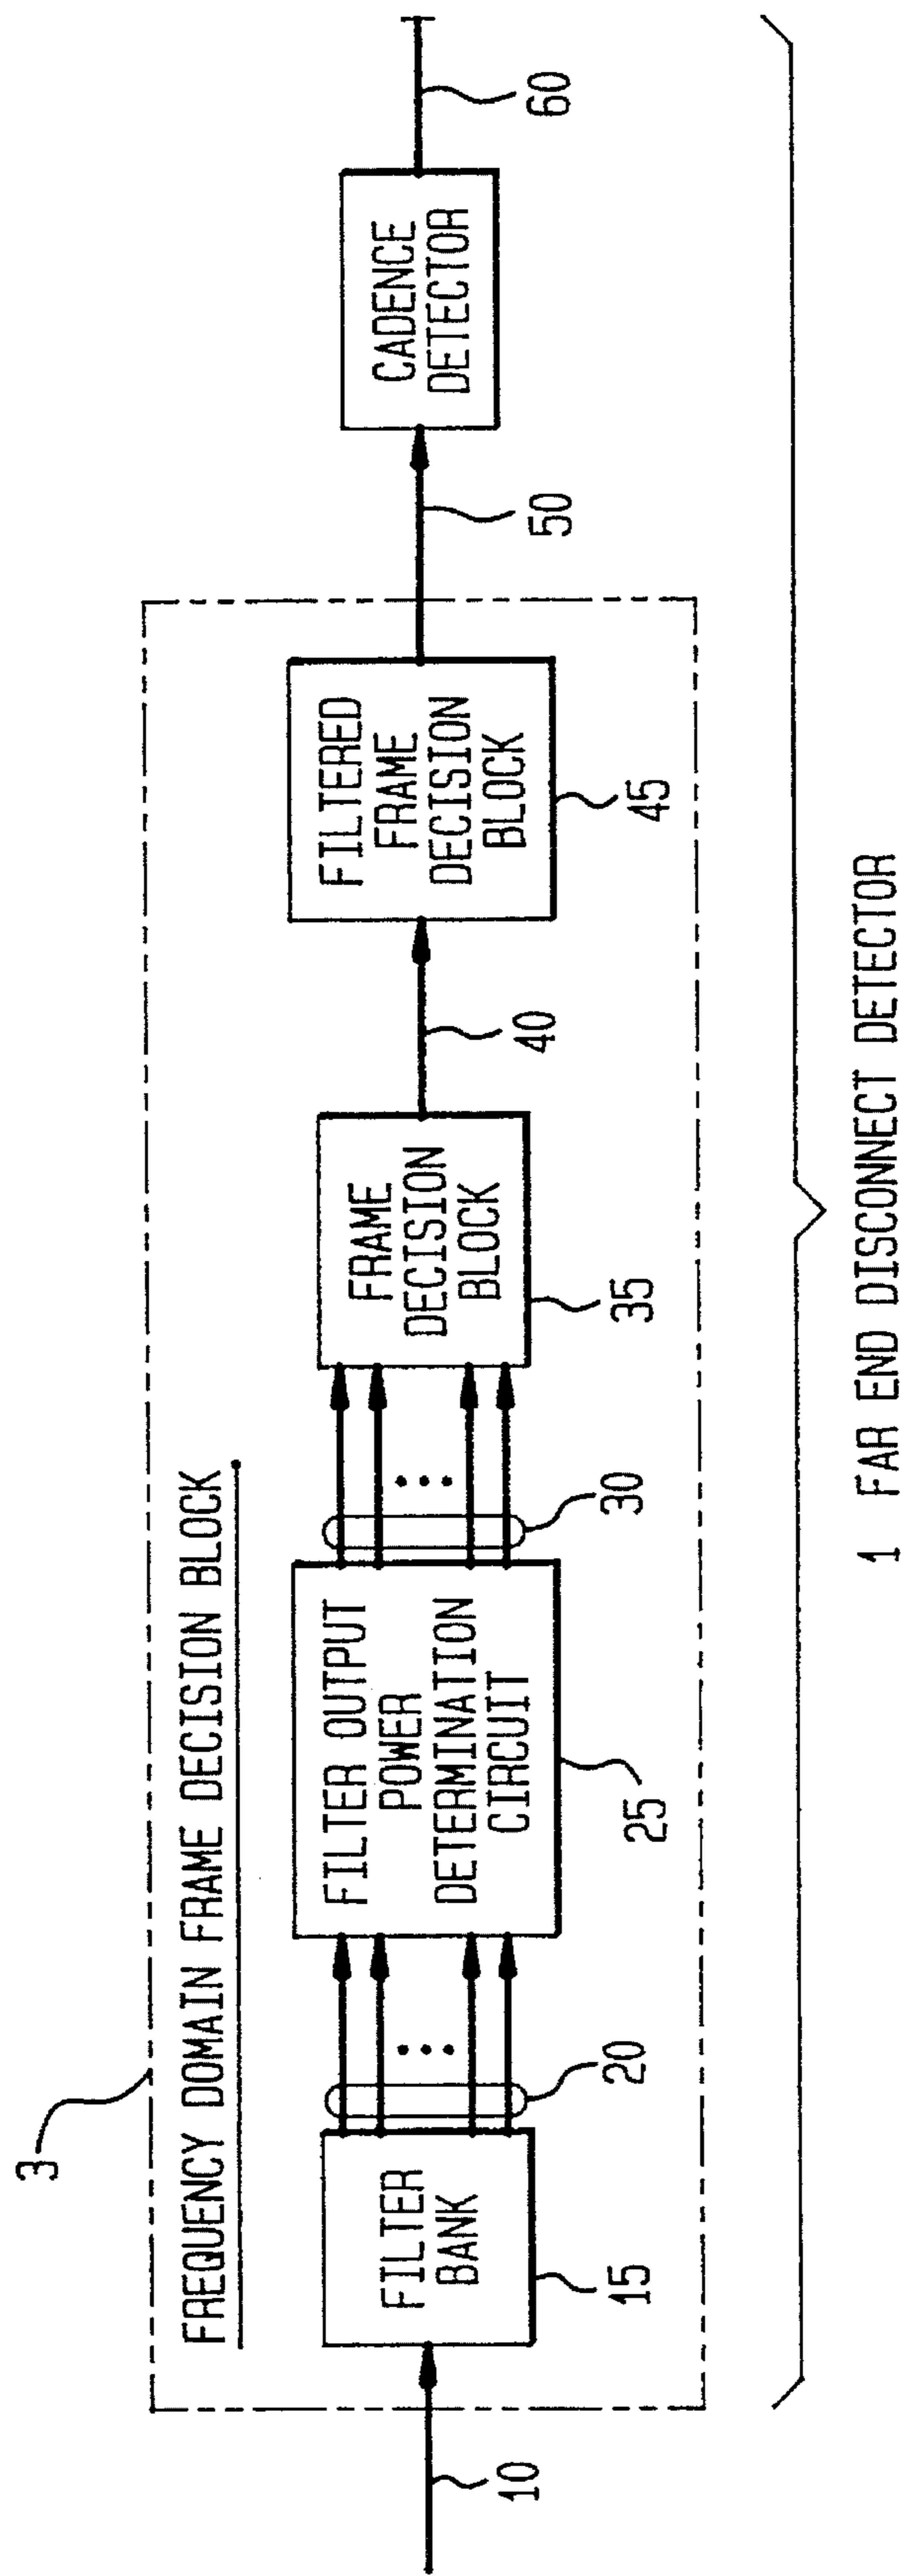 3
FREQUENCY DOMAIN FRAME DECISION BLOCK
10
FILTER
BANK
15
20
FILTER OUTPUT
POWER
DETERMINATION
CIRCUIT
25
30
FRAME
DECISION
BLOCK
35
40
FILTERED
FRAME
DECISION
BLOCK
45
50
CADENCE
DETECTOR
60
1 FAR END DISCONNECT DETECTOR